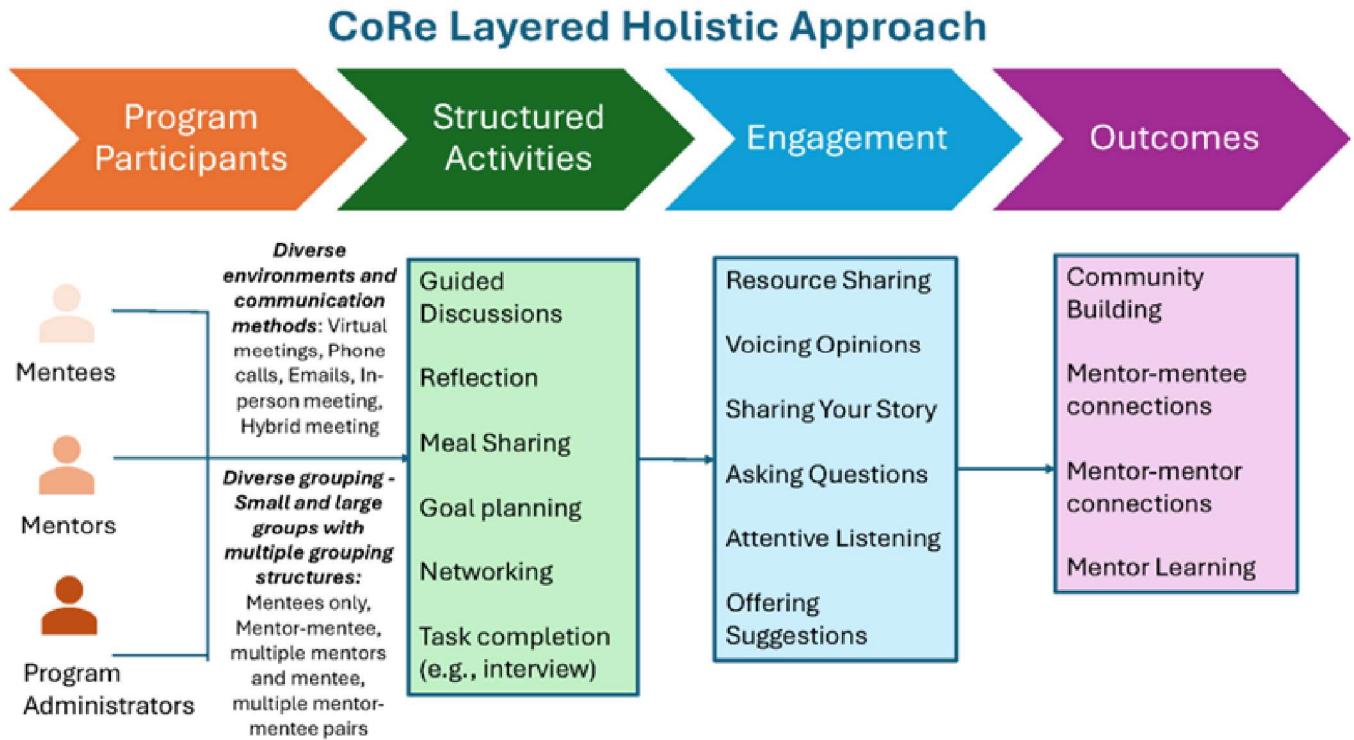 CoRe Layered Holistic Approach
Program
Participants
Structured
Activities
Engagement
Outcomes
Mentees
Mentors
Program
Administrators
Diverse
environments and
communication
methods: Virtual
meetings, Phone
calls, Emails, In-
person meeting,
Hybrid meeting
Diverse grouping -
Small and large
groups with
multiple grouping
structures:
Mentees only,
Mentor-mentee,
multiple mentors
and mentee,
multiple mentor-
mentee pairs
Guided
Discussions
Reflection
Meal Sharing
Goal planning
Networking
Task completion
(e.g., interview)
Resource Sharing
Voicing Opinions
Sharing Your Story
Asking Questions
Attentive Listening
Offering
Suggestions
Community
Building
Mentor-mentee
connections
Mentor-mentor
connections
Mentor Learning